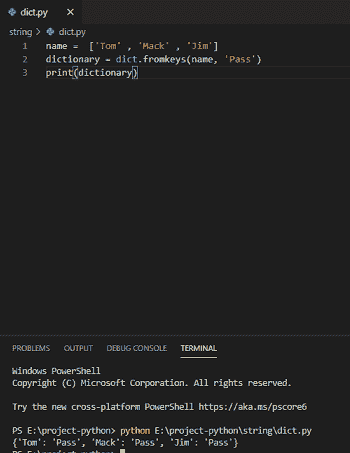 dict.py ×
string > dict.py
1 name = ['Tom' , 'Mack' , 'Jim']
2 dictionary = dict.fromkeys(name, 'Pass')
3 print(dictionary)
PROBLEMS OUTPUT DEBUG CONSOLE TERMINAL
Windows PowerShell
Copyright (C) Microsoft Corporation. All rights reserved.
Try the new cross-platform PowerShell https://aka.ms/pscore6
PS E:\project-python> python E:\project-python\string\dict.py
{'Tom': 'Pass', 'Mack': 'Pass', 'Jim': 'Pass'}
PS E:\project-python>